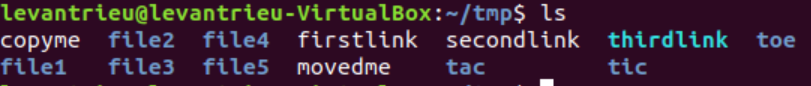 levantrieu@levantrieu-VirtualBox:~/tmp$ ls
copyme file2 file4 firstlink secondlink thirdlink toe
file1 file3 file5 movedme tac tic